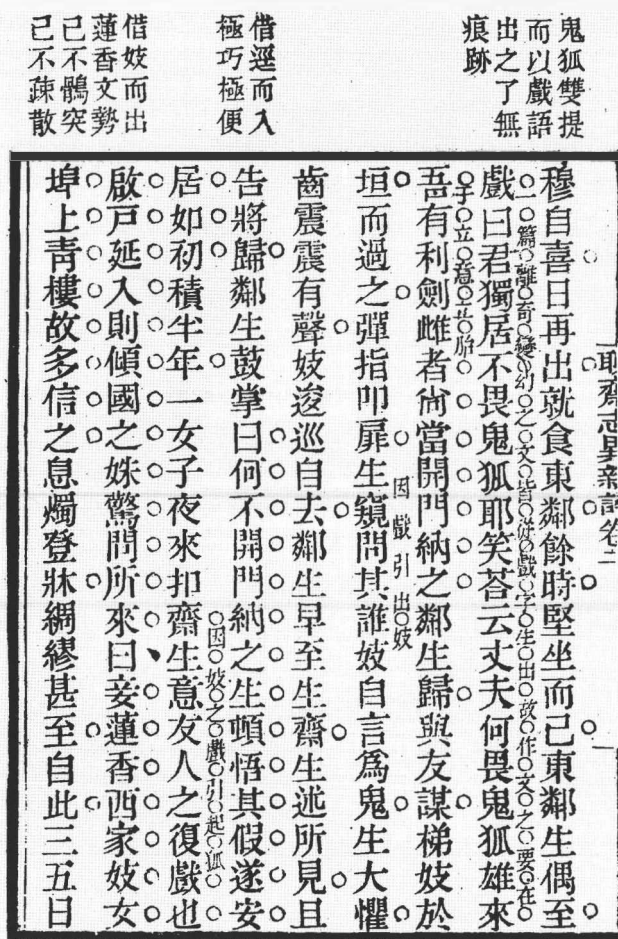 鬼狐雙提
而以戲語
出之了無
痕跡
借逕而入
極巧極便
借妓而出
蓮香文勢
已不鶻突
已不疎散
聊齋志異新評卷二
一
穆自喜日再出就食東鄰餘時堅坐而已東鄰生偶至
一篇離奇變幻之文皆從戲字生出故作文之要在
戲曰君獨居不畏鬼狐耶笑荅云丈夫何畏鬼狐雄來
于立意立胎
吾有利劍雌者尙當開門納之鄰生歸與友謀梯妓於
因戲引出妓
垣而過之彈指叩扉生窺問其誰妓自言爲鬼生大懼
齒震震有聲妓逡巡自去鄰生早至生齋生述所見且
告將歸鄰生鼓掌曰何不開門納之生頓悟其假遂安
因妓之戲引起狐
居如初積半年一女子夜來扣齋生意友人之復戲也
啟戶延入則傾國之姝驚問所來曰妾蓮香西家妓女
埠上靑樓故多信之息燭登牀綢繆甚至自此三五日